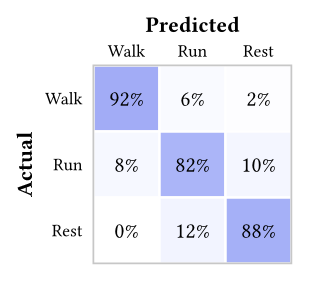 Predicted
Walk Run Rest
Actual
Walk 92% 6% 2%
Run 8% 82% 10%
Rest 0% 12% 88%